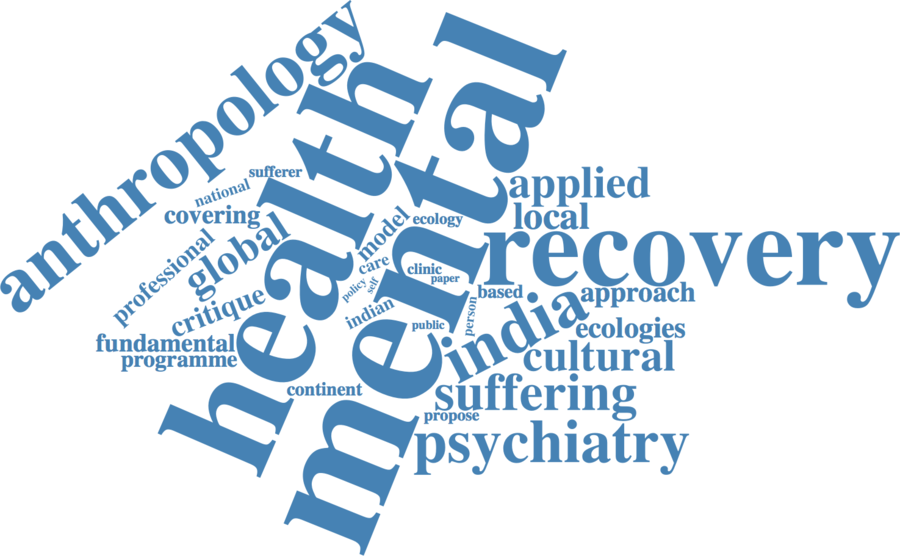 anthropology
health
mental
sufferer
national
covering
professional
global
critique
fundamental
programme
continent
model
care
policy
self
indian
ecology
clinic
paper
public
person
based
applied
local
recovery
india
approach
ecologies
cultural
suffering
propose
psychiatry